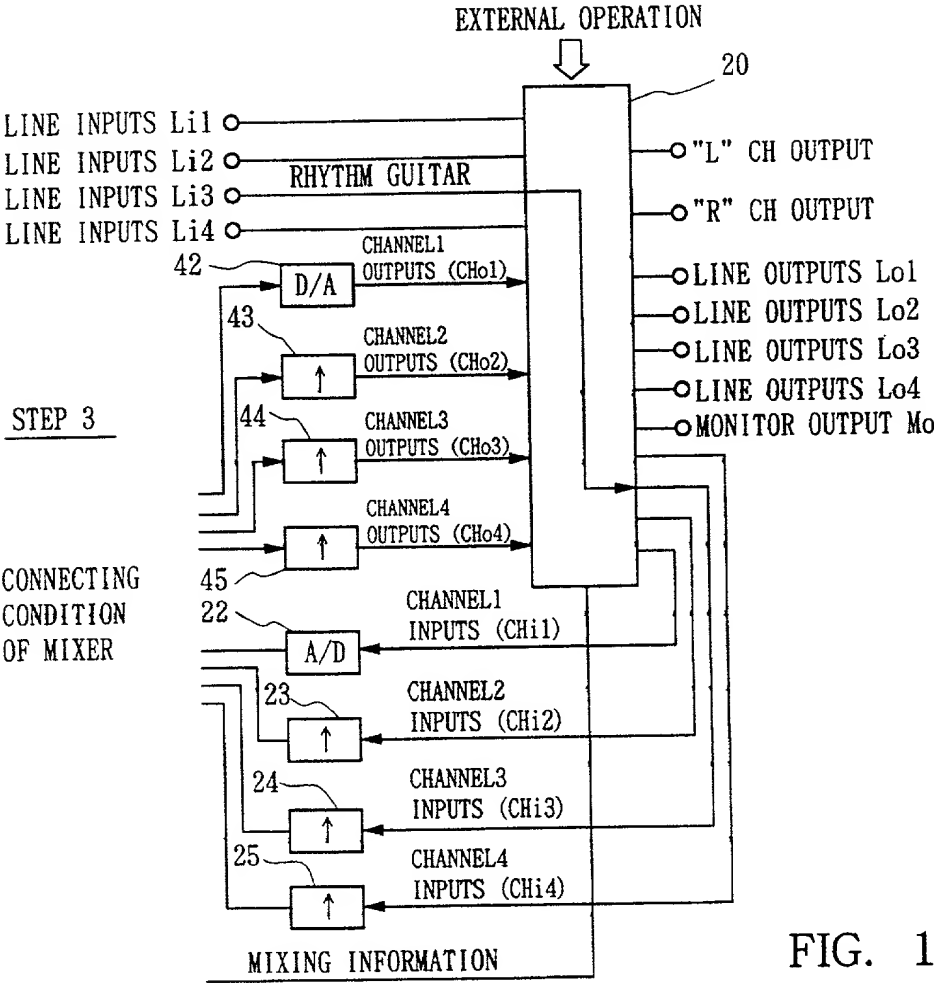 EXTERNAL OPERATION
20
LINE INPUTS Li1
LINE INPUTS Li2
RHYTHM GUITAR
LINE INPUTS Li3
LINE INPUTS Li4
"L" CH OUTPUT
"R" CH OUTPUT
LINE OUTPUTS Lo1
LINE OUTPUTS Lo2
LINE OUTPUTS Lo3
LINE OUTPUTS Lo4
MONITOR OUTPUT Mo
42
D/A
CHANNEL1
OUTPUTS (CHo1)
43
↑
CHANNEL2
OUTPUTS (CHo2)
STEP 3
44
↑
CHANNEL3
OUTPUTS (CHo3)
45
↑
CHANNEL4
OUTPUTS (CHo4)
CONNECTING
CONDITION
OF MIXER
22
A/D
CHANNEL1
INPUTS (CHi1)
23
↑
CHANNEL2
INPUTS (CHi2)
24
↑
CHANNEL3
INPUTS (CHi3)
25
↑
CHANNEL4
INPUTS (CHi4)
MIXING INFORMATION
FIG. 1